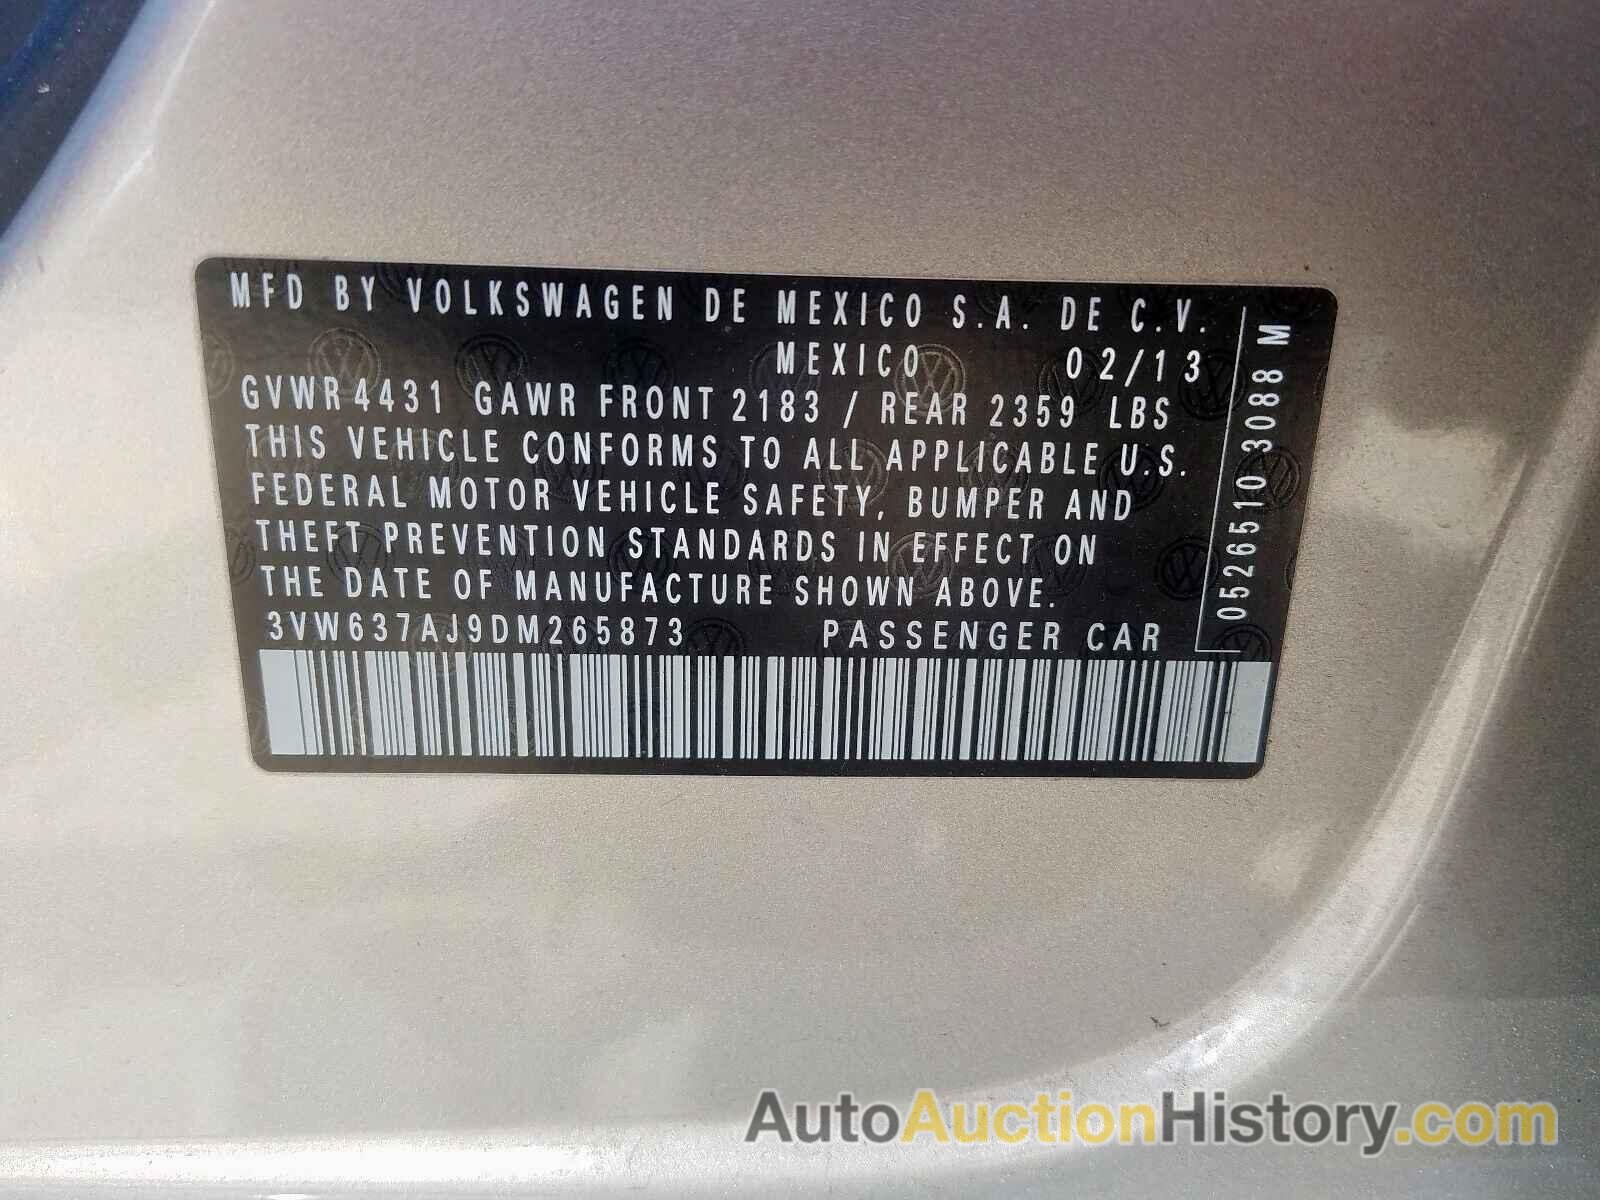 MFD BY VOLKSWAGEN DE MEXICO S.A. DE C.V.
MEXICO 02/13
GVWR 4431 GAWR FRONT 2183 / REAR 2359 LBS
THIS VEHICLE CONFORMS TO ALL APPLICABLE U.S.
FEDERAL MOTOR VEHICLE SAFETY, BUMPER AND
THEFT PREVENTION STANDARDS IN EFFECT ON
THE DATE OF MANUFACTURE SHOWN ABOVE.
3VW637AJ9DM265873 PASSENGER CAR
0526510 3088 M
AutoAuctionHistory.com